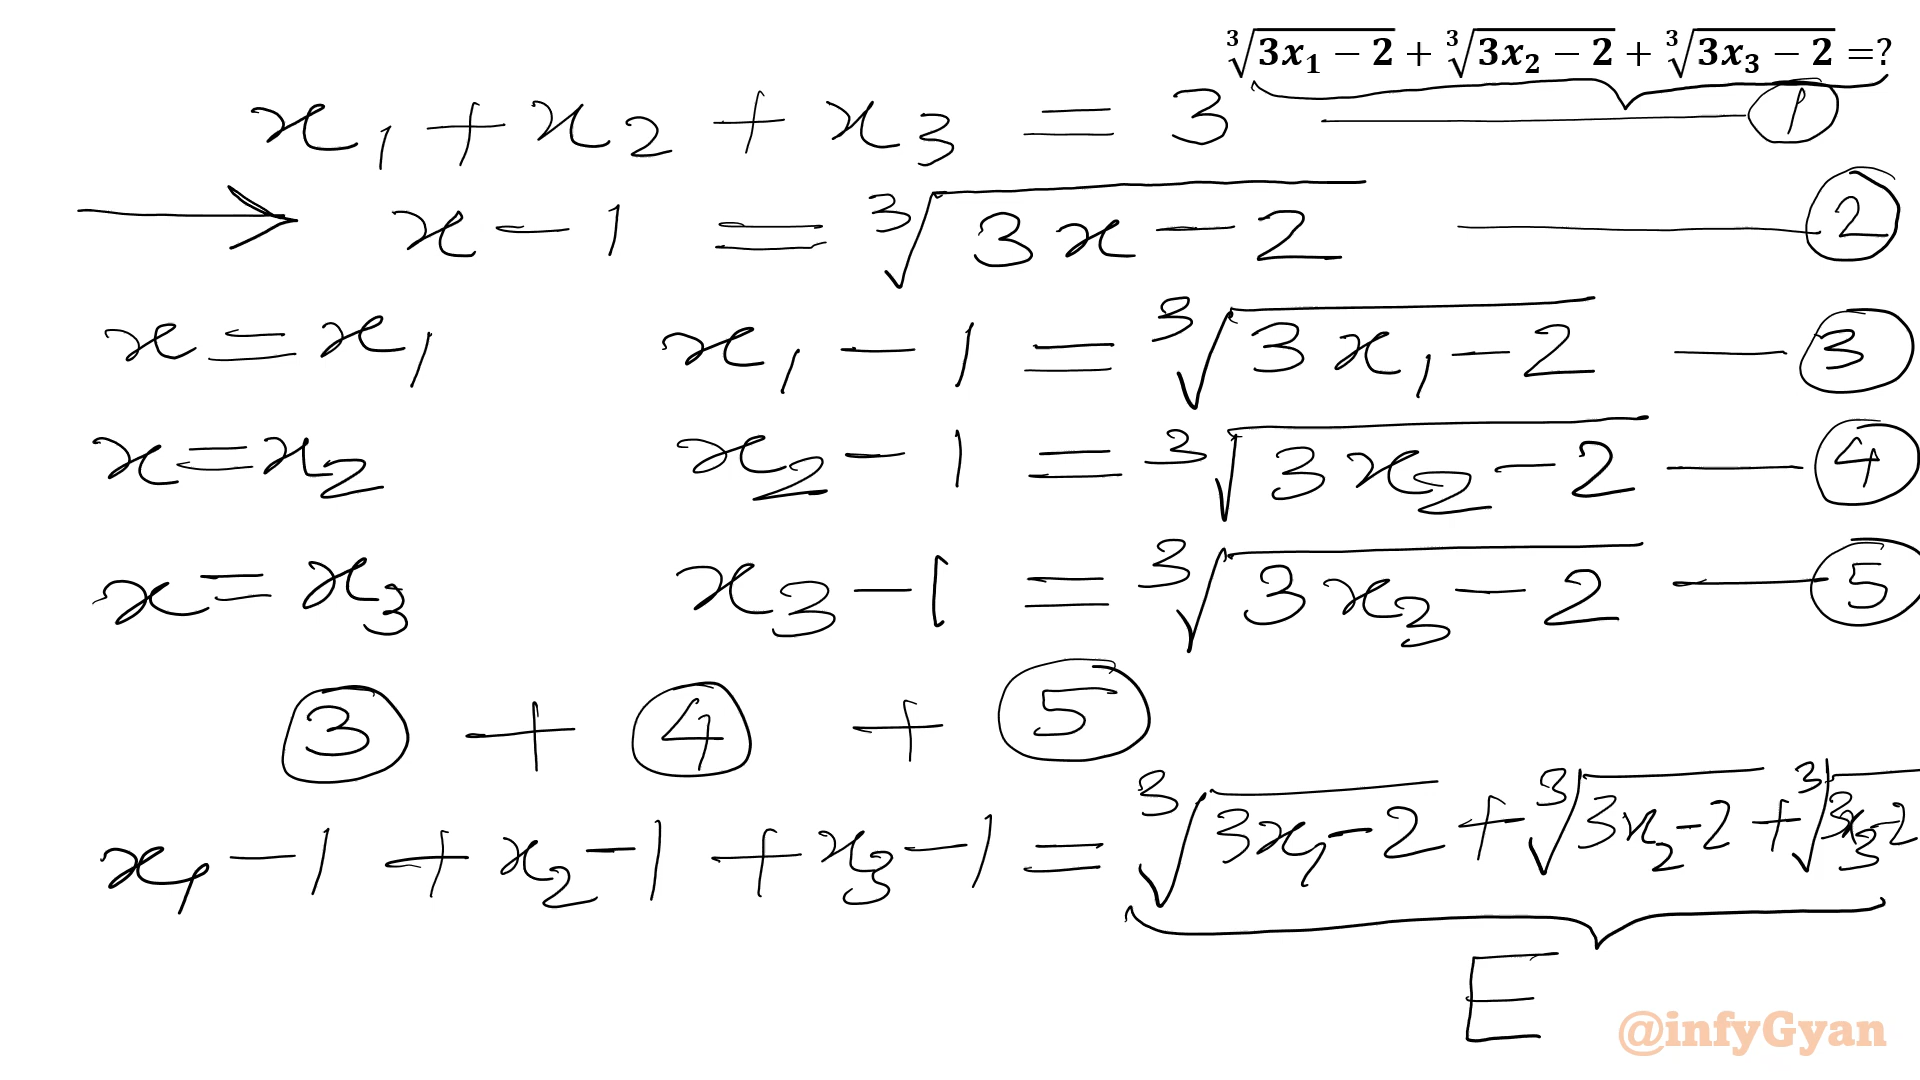 ∛(3x₁ − 2) + ∛(3x₂ − 2) + ∛(3x₃ − 2) =?
x₁ + x₂ + x₃ = 3 — ①
→ x − 1 = ∛(3x − 2) — ②
x = x₁ x₁ − 1 = ∛(3x₁ − 2) — ③
x = x₂ x₂ − 1 = ∛(3x₂ − 2) — ④
x = x₃ x₃ − 1 = ∛(3x₃ − 2) — ⑤
③ + ④ + ⑤
x₁ − 1 + x₂ − 1 + x₃ − 1 = ∛(3x₁ − 2) + ∛(3x₂ − 2) + ∛(3x₃ − 2)
E
@infyGyan